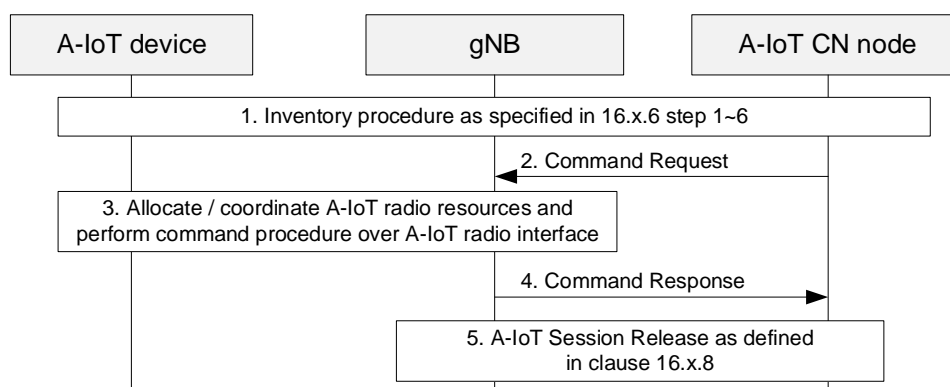 A-IoT device
gNB
A-IoT CN node
1. Inventory procedure as specified in 16.x.6 step 1~6
2. Command Request
3. Allocate / coordinate A-IoT radio resources and
perform command procedure over A-IoT radio interface
4. Command Response
5. A-IoT Session Release as defined
in clause 16.x.8